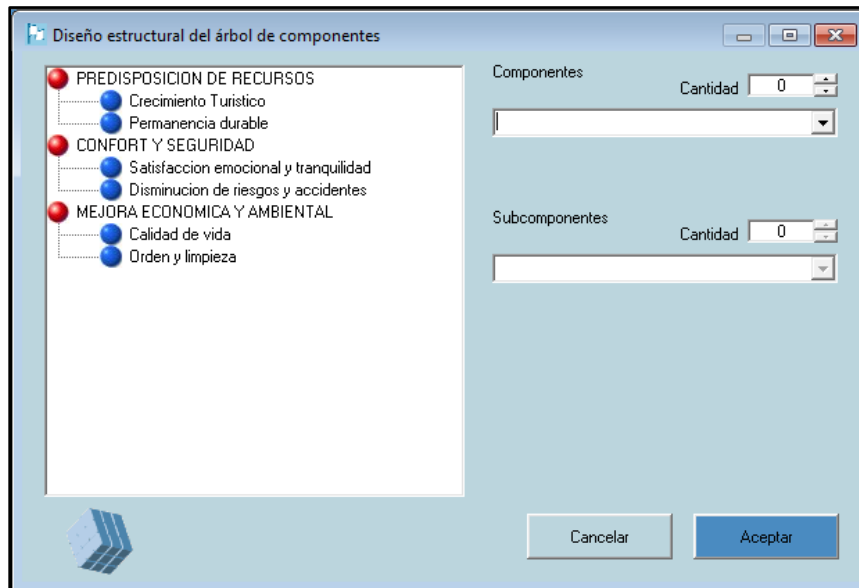 Diseño estructural del árbol de componentes
PREDISPOSICION DE RECURSOS
Crecimiento Turistico
Permanencia durable
CONFORT Y SEGURIDAD
Satisfaccion emocional y tranquilidad
Disminucion de riesgos y accidentes
MEJORA ECONOMICA Y AMBIENTAL
Calidad de vida
Orden y limpieza
Componentes
Cantidad 0
Subcomponentes
Cantidad 0
Cancelar
Aceptar